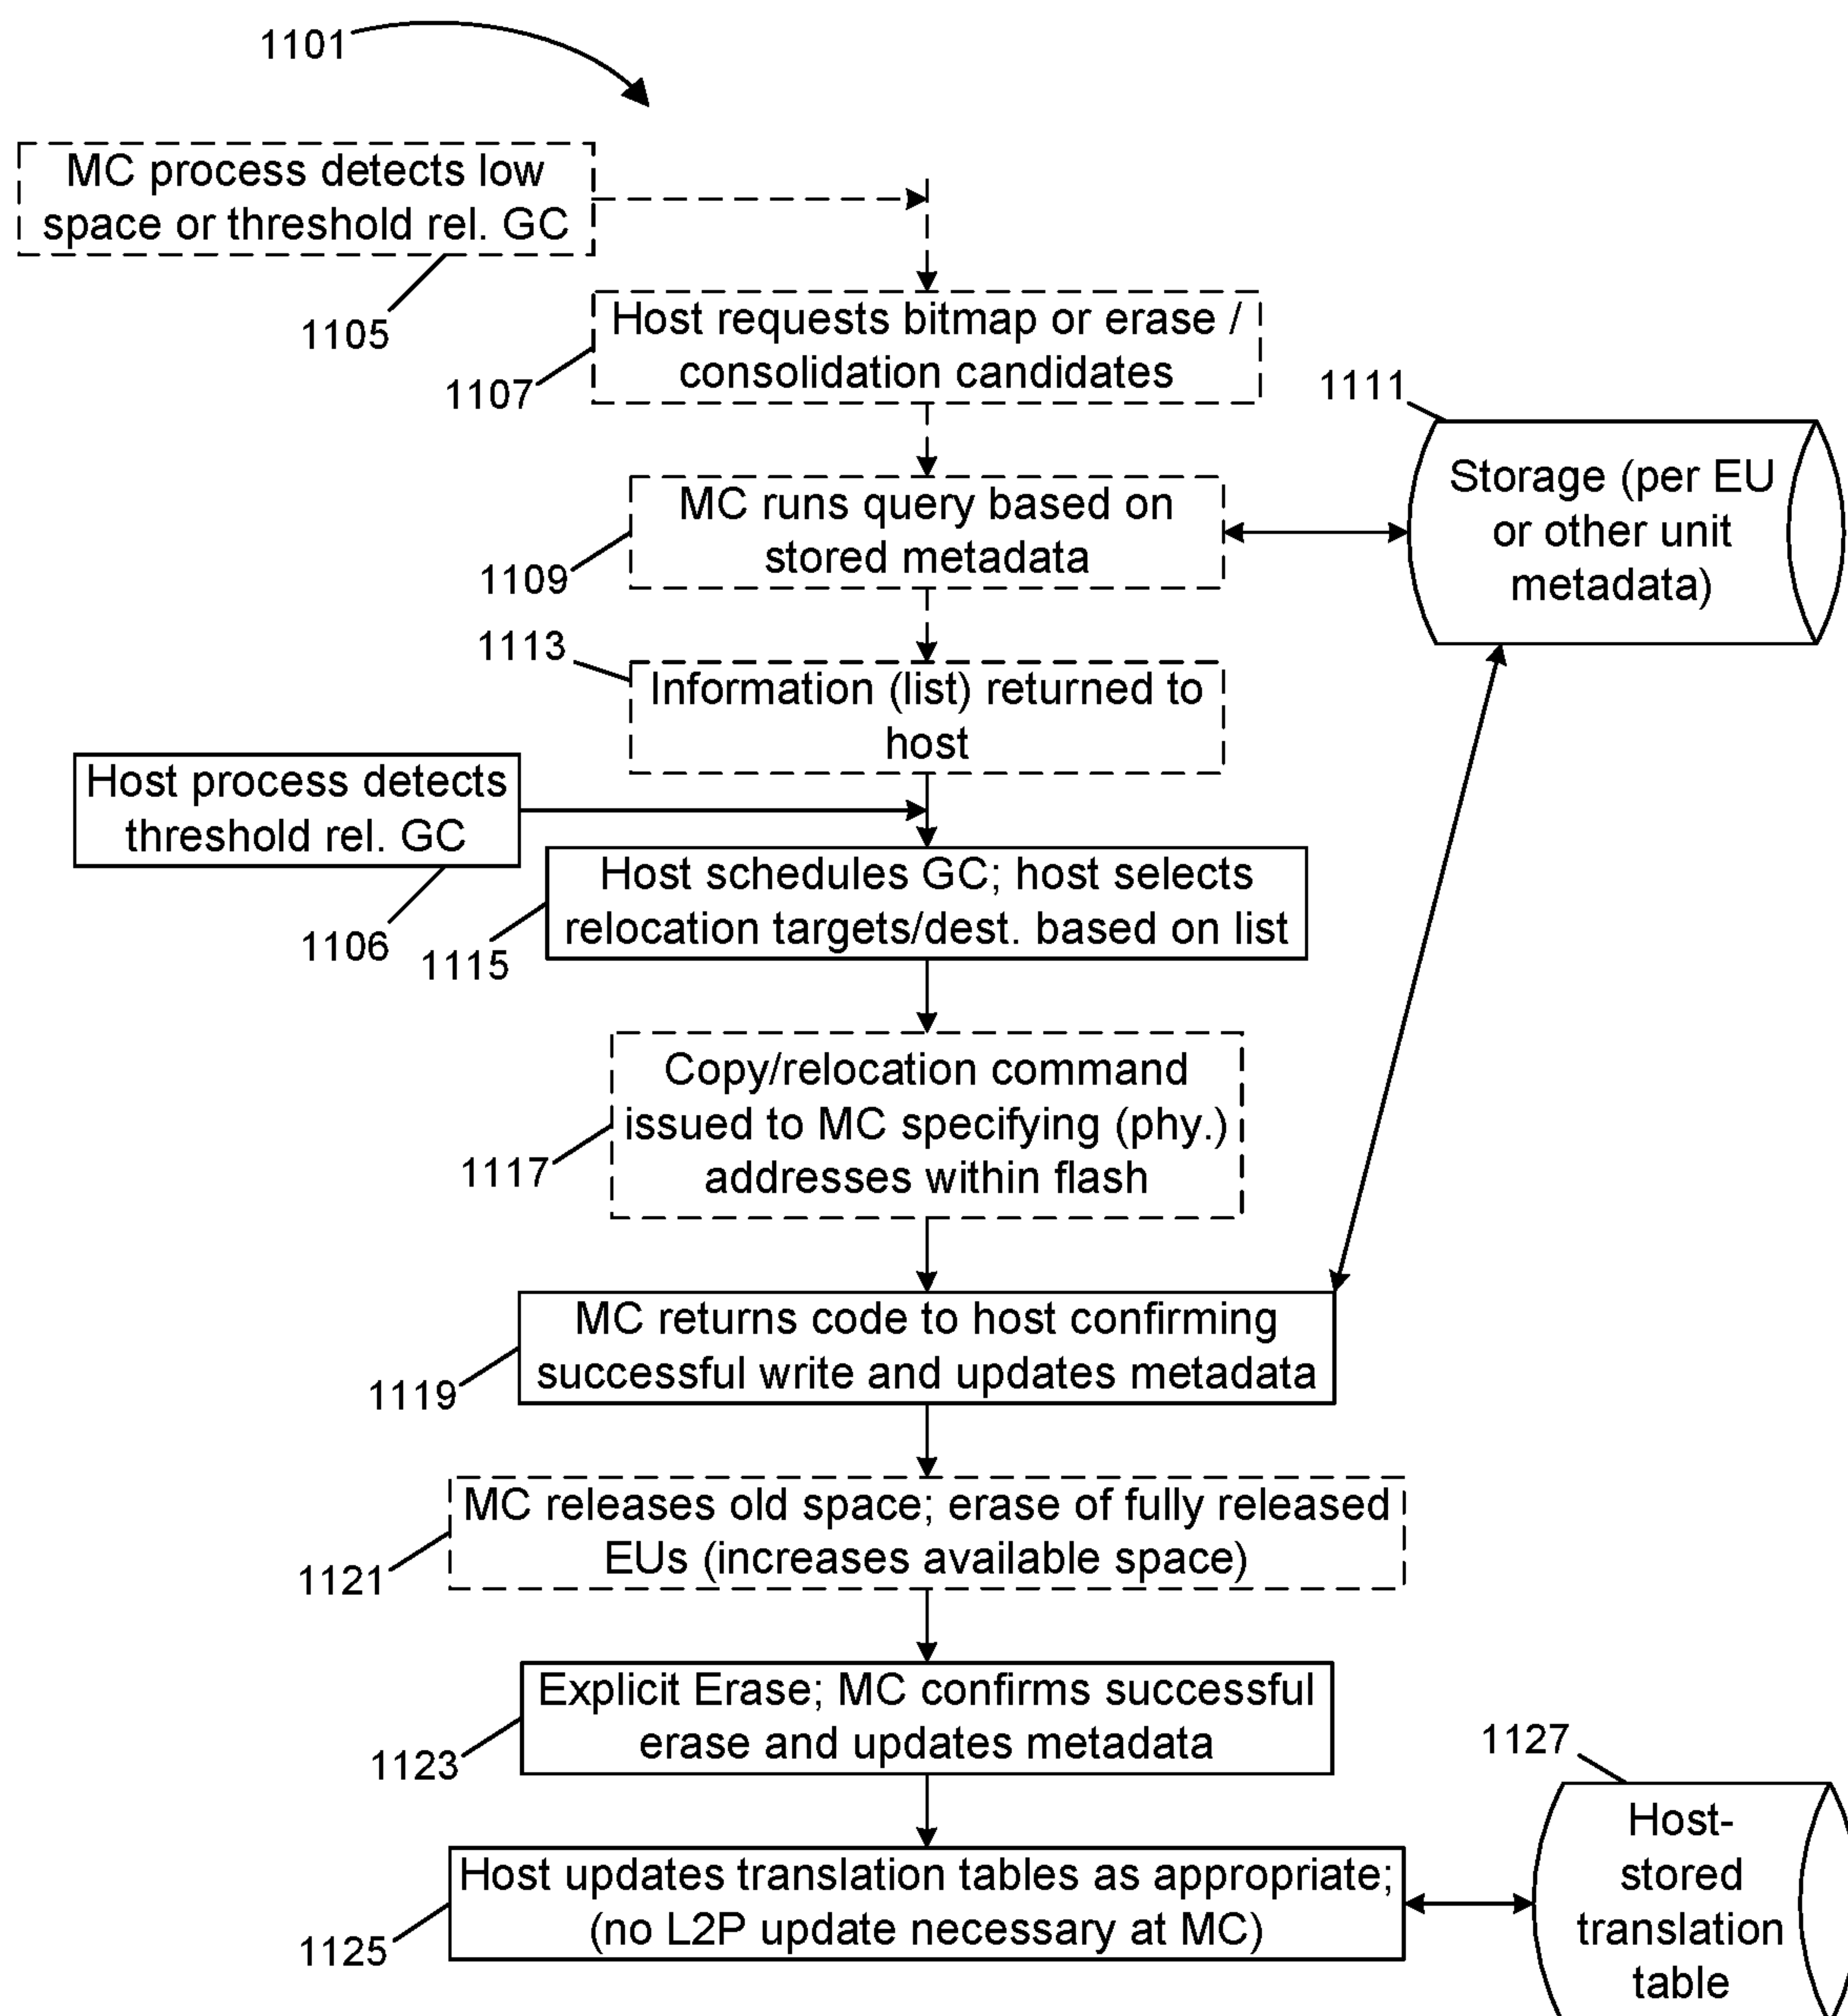 1101
MC process detects low
space or threshold rel. GC
1105
Host requests bitmap or erase /
consolidation candidates
1107
1111
Storage (per EU
or other unit
metadata)
MC runs query based on
stored metadata
1109
1113
Information (list) returned to
host
Host process detects
threshold rel. GC
1106
Host schedules GC; host selects
relocation targets/dest. based on list
1115
Copy/relocation command
issued to MC specifying (phy.)
addresses within flash
1117
MC returns code to host confirming
successful write and updates metadata
1119
MC releases old space; erase of fully released
EUs (increases available space)
1121
Explicit Erase; MC confirms successful
erase and updates metadata
1123
1127
Host-
stored
translation
table
Host updates translation tables as appropriate;
(no L2P update necessary at MC)
1125